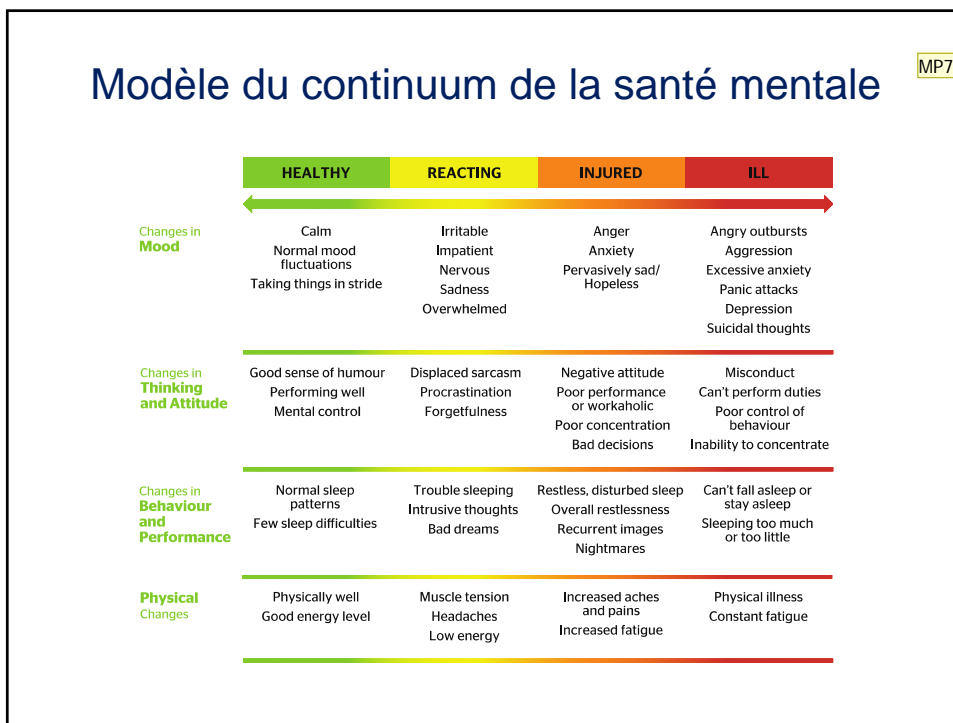 Modèle du continuum de la santé mentale
MP7
HEALTHY REACTING INJURED ILL
Changes in
Mood
Calm
Normal mood
fluctuations
Taking things in stride
Irritable
Impatient
Nervous
Sadness
Overwhelmed
Anger
Anxiety
Pervasively sad/
Hopeless
Angry outbursts
Aggression
Excessive anxiety
Panic attacks
Depression
Suicidal thoughts
Changes in
Thinking
and Attitude
Good sense of humour
Performing well
Mental control
Displaced sarcasm
Procrastination
Forgetfulness
Negative attitude
Poor performance
or workaholic
Poor concentration
Bad decisions
Misconduct
Can't perform duties
Poor control of
behaviour
Inability to concentrate
Changes in
Behaviour
and
Performance
Normal sleep
patterns
Few sleep difficulties
Trouble sleeping
Intrusive thoughts
Bad dreams
Restless, disturbed sleep
Overall restlessness
Recurrent images
Nightmares
Can't fall asleep or
stay asleep
Sleeping too much
or too little
Physical
Changes
Physically well
Good energy level
Muscle tension
Headaches
Low energy
Increased aches
and pains
Increased fatigue
Physical illness
Constant fatigue